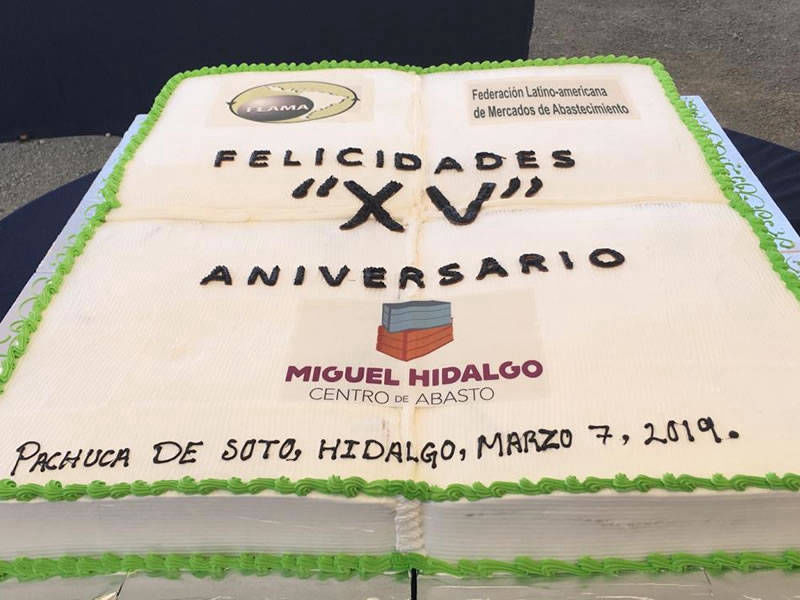 FLAMA
Federación Latino-americana
de Mercados de Abastecimiento
FELICIDADES
"XV"
ANIVERSARIO
MIGUEL HIDALGO
CENTRO DE ABASTO
PACHUCA DE SOTO, HIDALGO, MARZO 7, 2019.